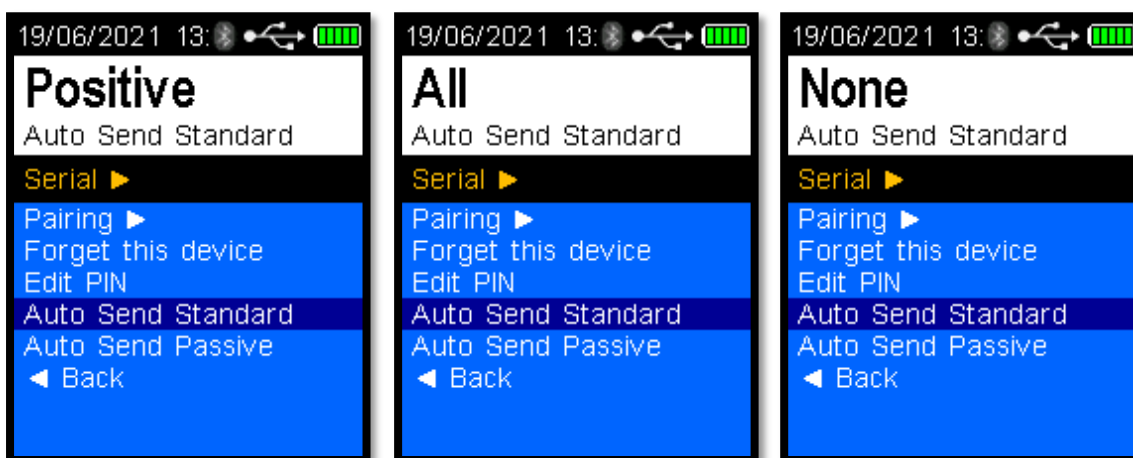 19/06/2021 13:
Positive
Auto Send Standard
Serial ▶
Pairing ▶
Forget this device
Edit PIN
Auto Send Standard
Auto Send Passive
◀ Back
19/06/2021 13:
All
Auto Send Standard
Serial ▶
Pairing ▶
Forget this device
Edit PIN
Auto Send Standard
Auto Send Passive
◀ Back
19/06/2021 13:
None
Auto Send Standard
Serial ▶
Pairing ▶
Forget this device
Edit PIN
Auto Send Standard
Auto Send Passive
◀ Back